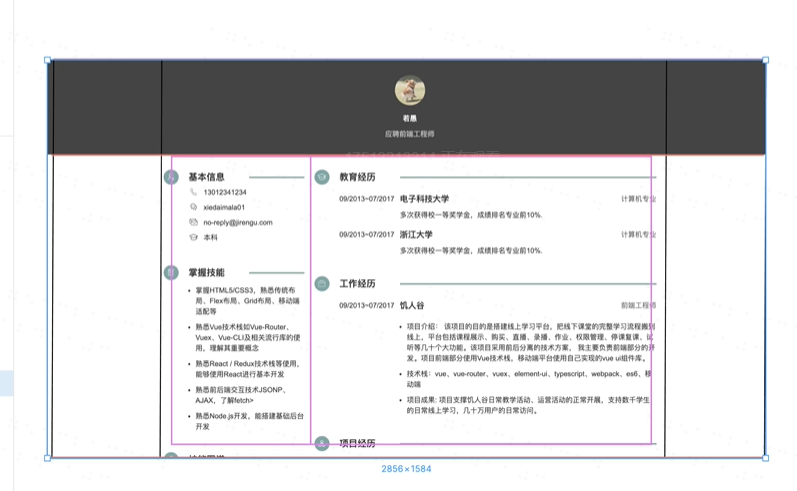 若愚
应聘前端工程师
基本信息
13012341234
xiedaimala01
no-reply@jirengu.com
本科
掌握技能
掌握HTML5/CSS3，熟悉传统布
局、Flex布局、Grid布局、移动端
适配等
熟悉Vue技术栈如Vue-Router、
Vuex、Vue-CLI及相关流行库的使
用，理解其重要概念
熟悉React / Redux技术栈等使用，
能够使用React进行基本开发
熟悉前后端交互技术JSONP、
AJAX，了解fetch>
熟悉Node.js开发，能搭建基础后台
开发
教育经历
09/2013~07/2017 电子科技大学 计算机专业
多次获得校一等奖学金，成绩排名专业前10%.
09/2013~07/2017 浙江大学 计算机专业
多次获得校一等奖学金，成绩排名专业前10%.
工作经历
09/2013~07/2017 饥人谷 前端工程师
项目介绍： 该项目的目的是搭建线上学习平台，把线下课堂的完整学习流程搬到
线上，平台包括课程展示、购买、直播、录播、作业、权限管理、停课复课、试
听等几十个大功能。该项目采用前后分离的技术方案， 我主要负责前端部分的开
发。项目前端部分使用Vue技术栈，移动端平台使用自己实现的vue ui组件库。
技术栈：vue、vue-router、vuex、element-ui、typescript、webpack、es6、移
动端
项目成果: 项目支撑饥人谷日常教学活动、运营活动的正常开展，支持数千学生
的日常线上学习，几十万用户的日常访问。
项目经历
2856×1584